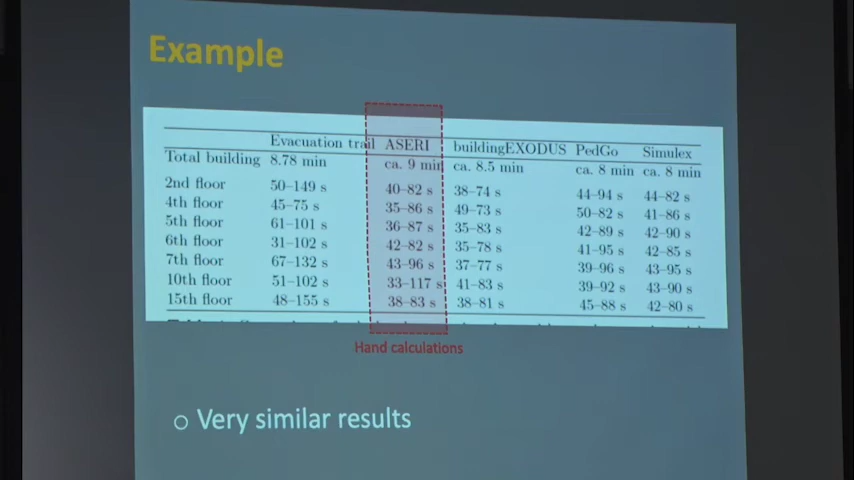 Example
Evacuation trail ASERI buildingEXODUS PedGo Simulex
Total building 8.78 min ca. 9 min ca. 8.5 min ca. 8 min ca. 8 min
2nd floor 50–149 s 40–82 s 38–74 s 44–94 s 44–82 s
4th floor 45–75 s 35–86 s 49–73 s 50–82 s 41–86 s
5th floor 61–101 s 36–87 s 35–83 s 42–89 s 42–90 s
6th floor 31–102 s 42–82 s 35–78 s 41–95 s 42–85 s
7th floor 67–132 s 43–96 s 37–77 s 39–96 s 43–95 s
10th floor 51–102 s 33–117 s 41–83 s 39–92 s 43–90 s
15th floor 48–155 s 38–83 s 38–81 s 45–88 s 42–80 s
Hand calculations
Very similar results